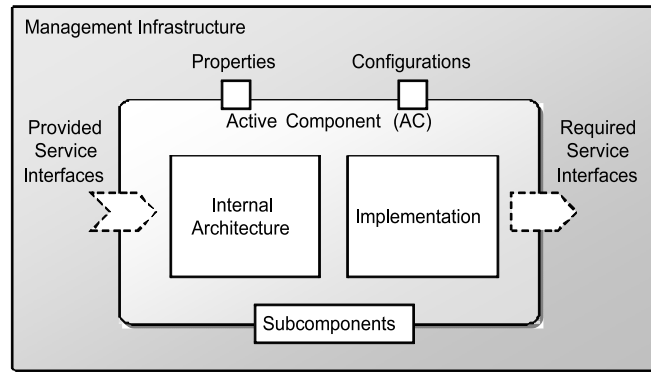 Management Infrastructure
Properties
Configurations
Provided
Service
Interfaces
Active Component (AC)
Required
Service
Interfaces
Internal
Architecture
Implementation
Subcomponents